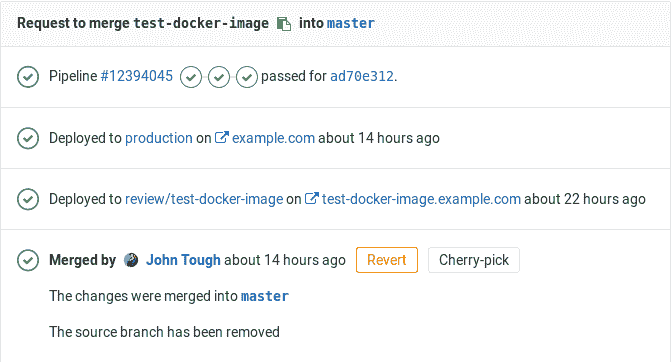 Request to merge test-docker-image into master
Pipeline #12394045 passed for ad70e312.
Deployed to production on example.com about 14 hours ago
Deployed to review/test-docker-image on test-docker-image.example.com about 22 hours ago
Merged by John Tough about 14 hours ago Revert Cherry-pick
The changes were merged into master
The source branch has been removed